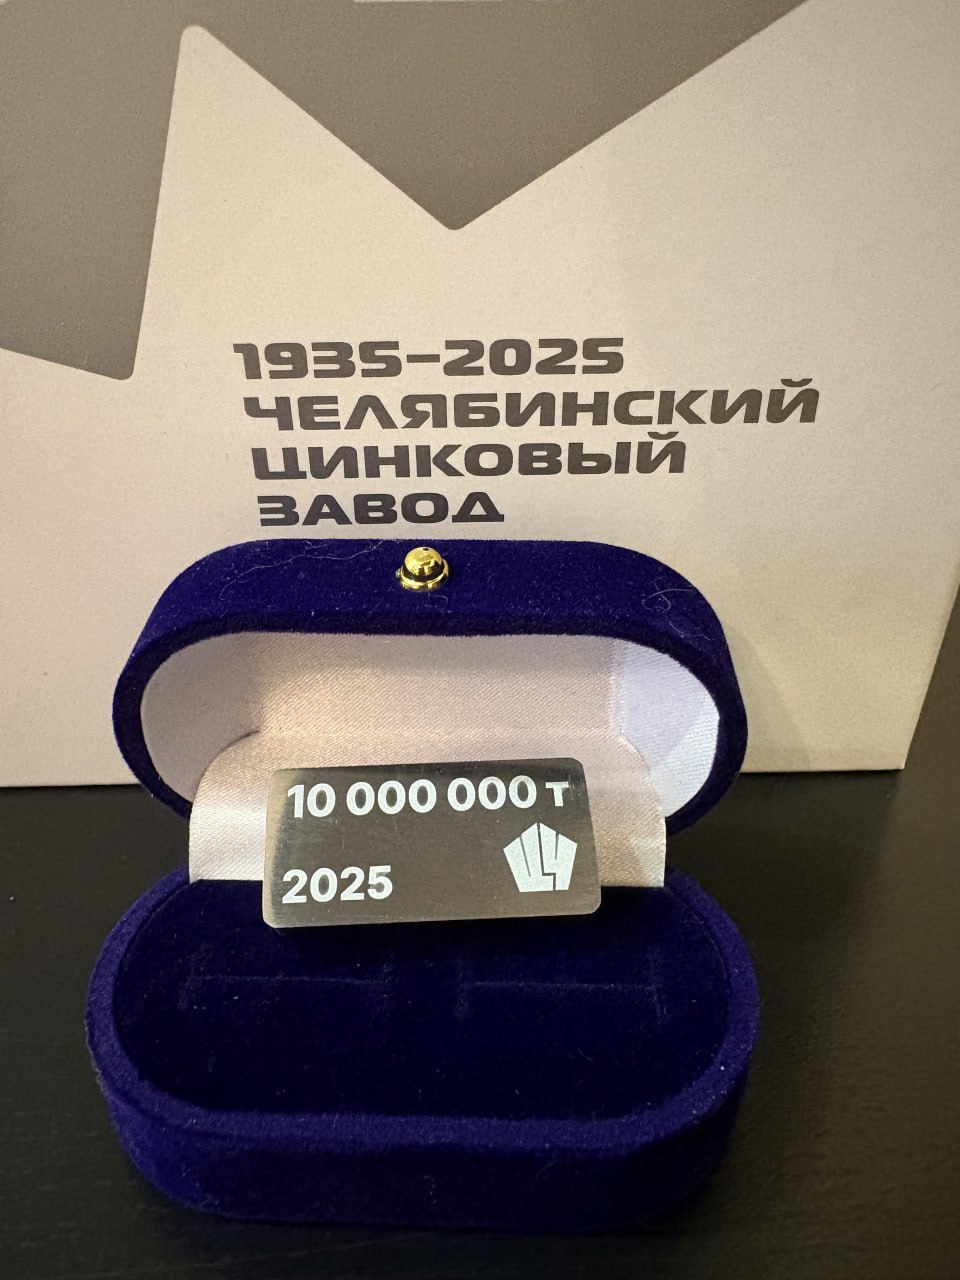 1935–2025
ЧЕЛЯБИНСКИЙ
ЦИНКОВЫЙ
ЗАВОД
10 000 000 т
2025